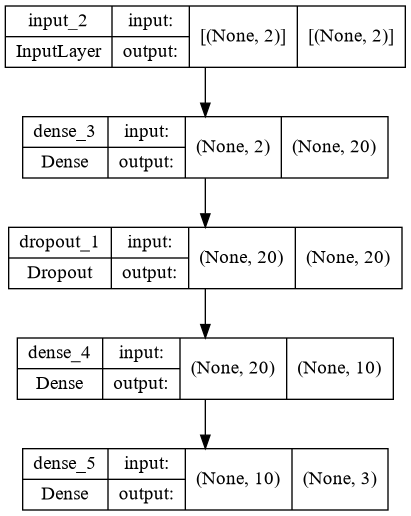 input_2 input: [(None, 2)] [(None, 2)]
InputLayer output:
dense_3 input: (None, 2) (None, 20)
Dense output:
dropout_1 input: (None, 20) (None, 20)
Dropout output:
dense_4 input: (None, 20) (None, 10)
Dense output:
dense_5 input: (None, 10) (None, 3)
Dense output: